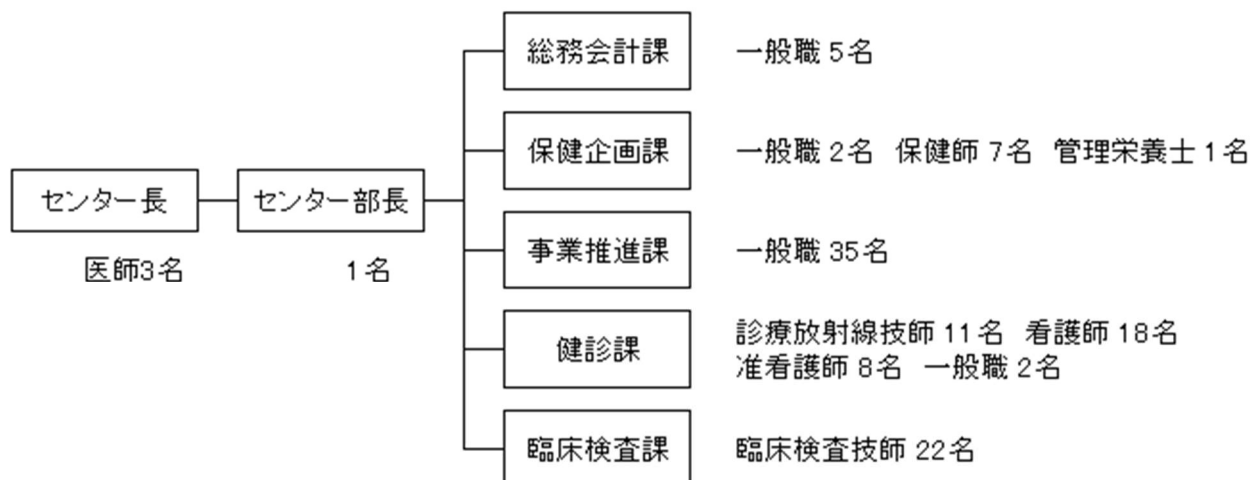 総務会計課 一般職 5名
保健企画課 一般職 2名 保健師 7名 管理栄養士 1名
センター長 センター部長
事業推進課 一般職 35名
医師3名 1名
健診課 診療放射線技師 11名 看護師 18名
准看護師 8名 一般職 2名
臨床検査課 臨床検査技師 22名